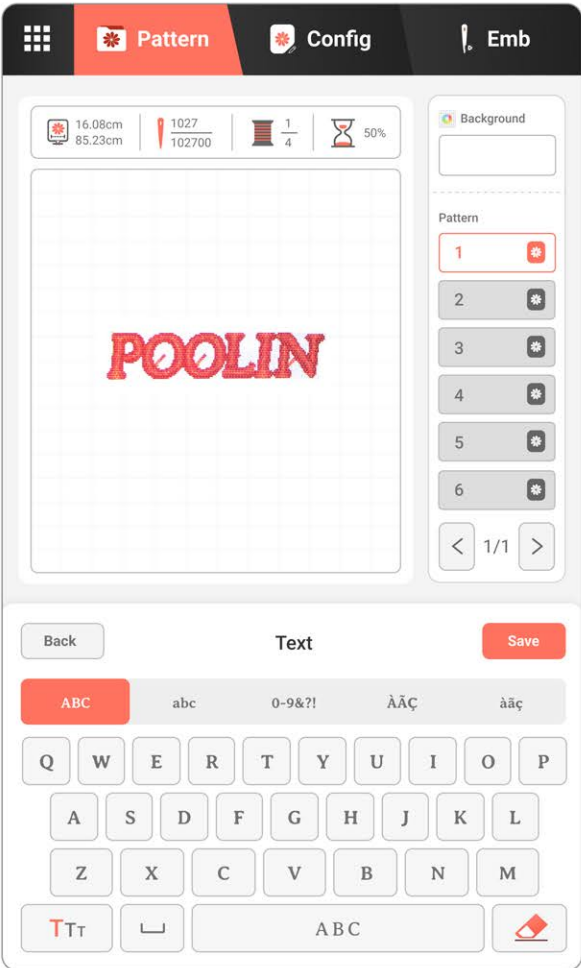 Pattern
Config
Emb
16.08cm
85.23cm
1027
102700
1
4
50%
Background
POOLIN
Pattern
1
2
3
4
5
6
< 1/1 >
Back
Text
Save
ABC
abc
0-9&?!
ÀÃÇ
àãç
Q W E R T Y U I O P
A S D F G H J K L
Z X C V B N M
TTT
ABC